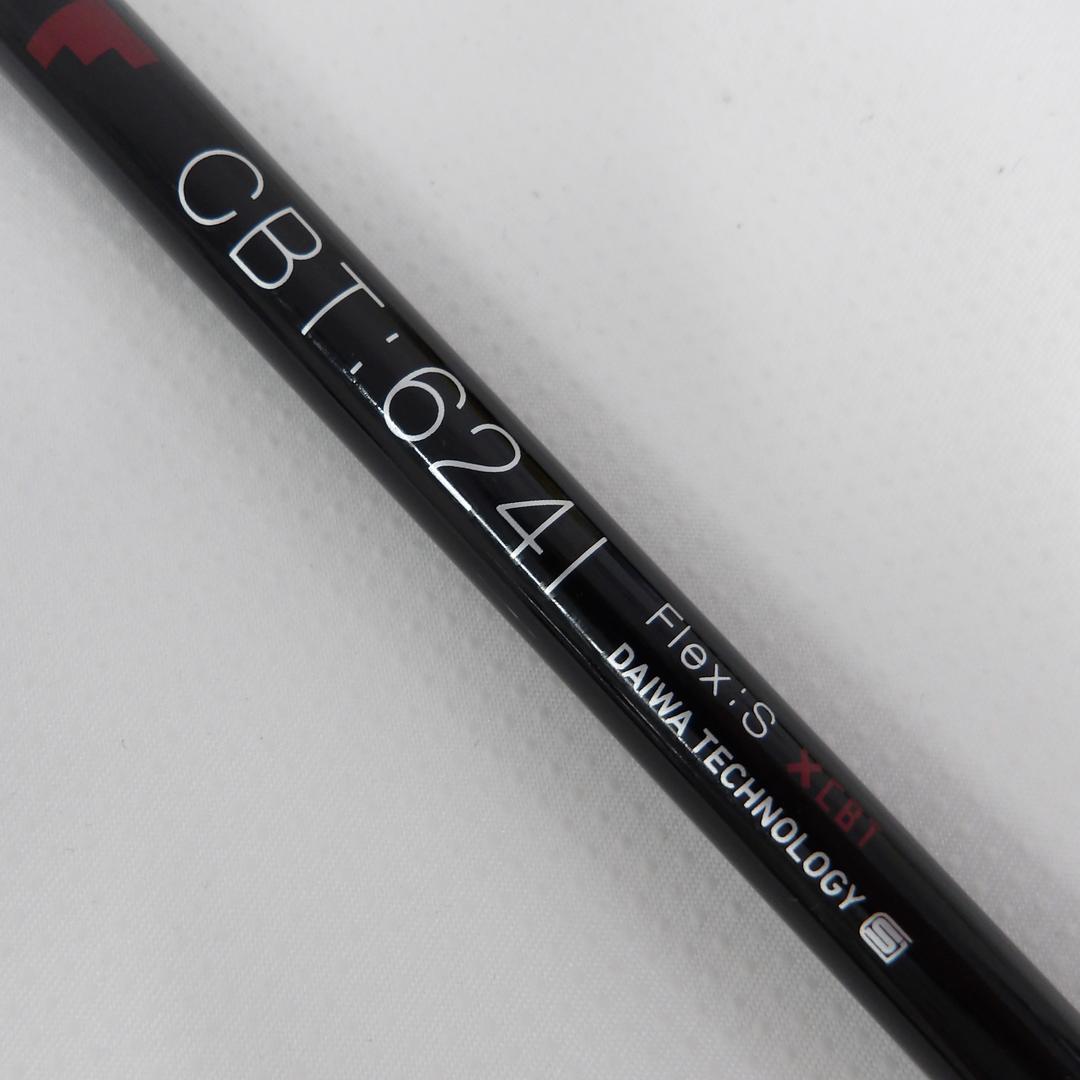 CBT:624I
Flex:S
XCBT
DAIWA TECHNOLOGY